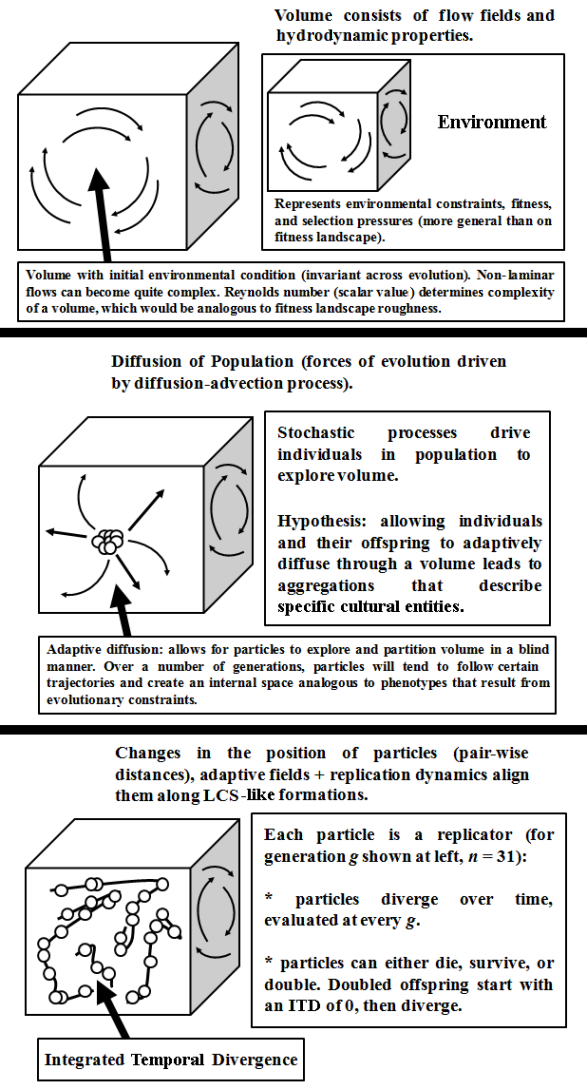 Volume consists of flow fields and
hydrodynamic properties.
Environment
Represents environmental constraints, fitness,
and selection pressures (more general than on
fitness landscape).
Volume with initial environmental condition (invariant across evolution). Non-laminar
flows can become quite complex. Reynolds number (scalar value) determines complexity
of a volume, which would be analogous to fitness landscape roughness.
Diffusion of Population (forces of evolution driven
by diffusion-advection process).
Stochastic processes drive
individuals in population to
explore volume.
Hypothesis: allowing individuals
and their offspring to adaptively
diffuse through a volume leads to
aggregations that describe
specific cultural entities.
Adaptive diffusion: allows for particles to explore and partition volume in a blind
manner. Over a number of generations, particles will tend to follow certain
trajectories and create an internal space analogous to phenotypes that result from
evolutionary constraints.
Changes in the position of particles (pair-wise
distances), adaptive fields + replication dynamics align
them along LCS-like formations.
Each particle is a replicator (for
generation g shown at left, n = 31):
* particles diverge over time,
evaluated at every g.
* particles can either die, survive, or
double. Doubled offspring start with
an ITD of 0, then diverge.
Integrated Temporal Divergence